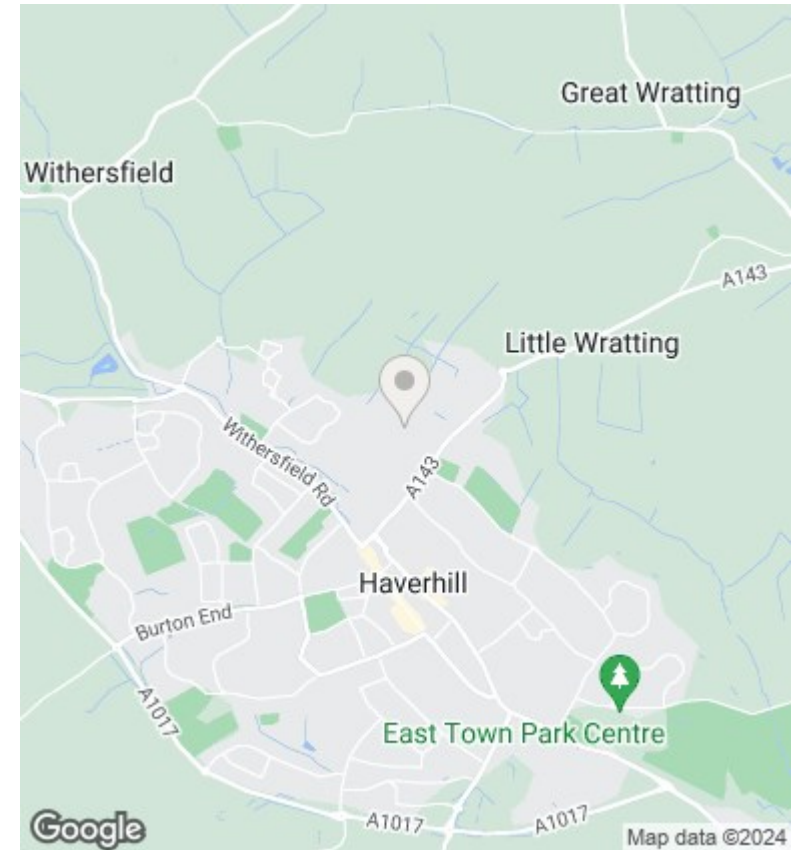 Great Wratting
Withersfield
A143
Little Wratting
Withersfield Rd
A143
Haverhill
Burton End
A1017
East Town Park Centre
A1017
A1017
Google
Map data ©2024